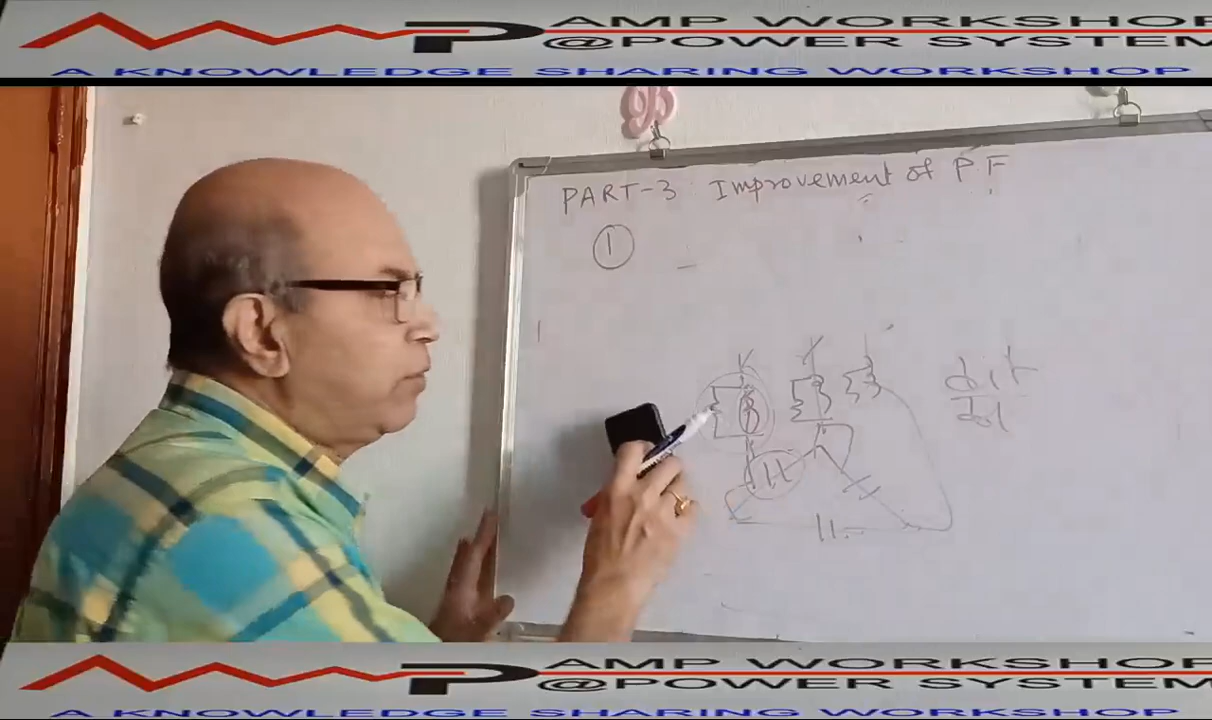 AMP WORKSHOP
@POWER SYSTEM
A KNOWLEDGE SHARING WORKSHOP
PART-3 Improvement of PF
1
AMP WORKSHOP
@POWER SYSTEM
A KNOWLEDGE SHARING WORKSHOP